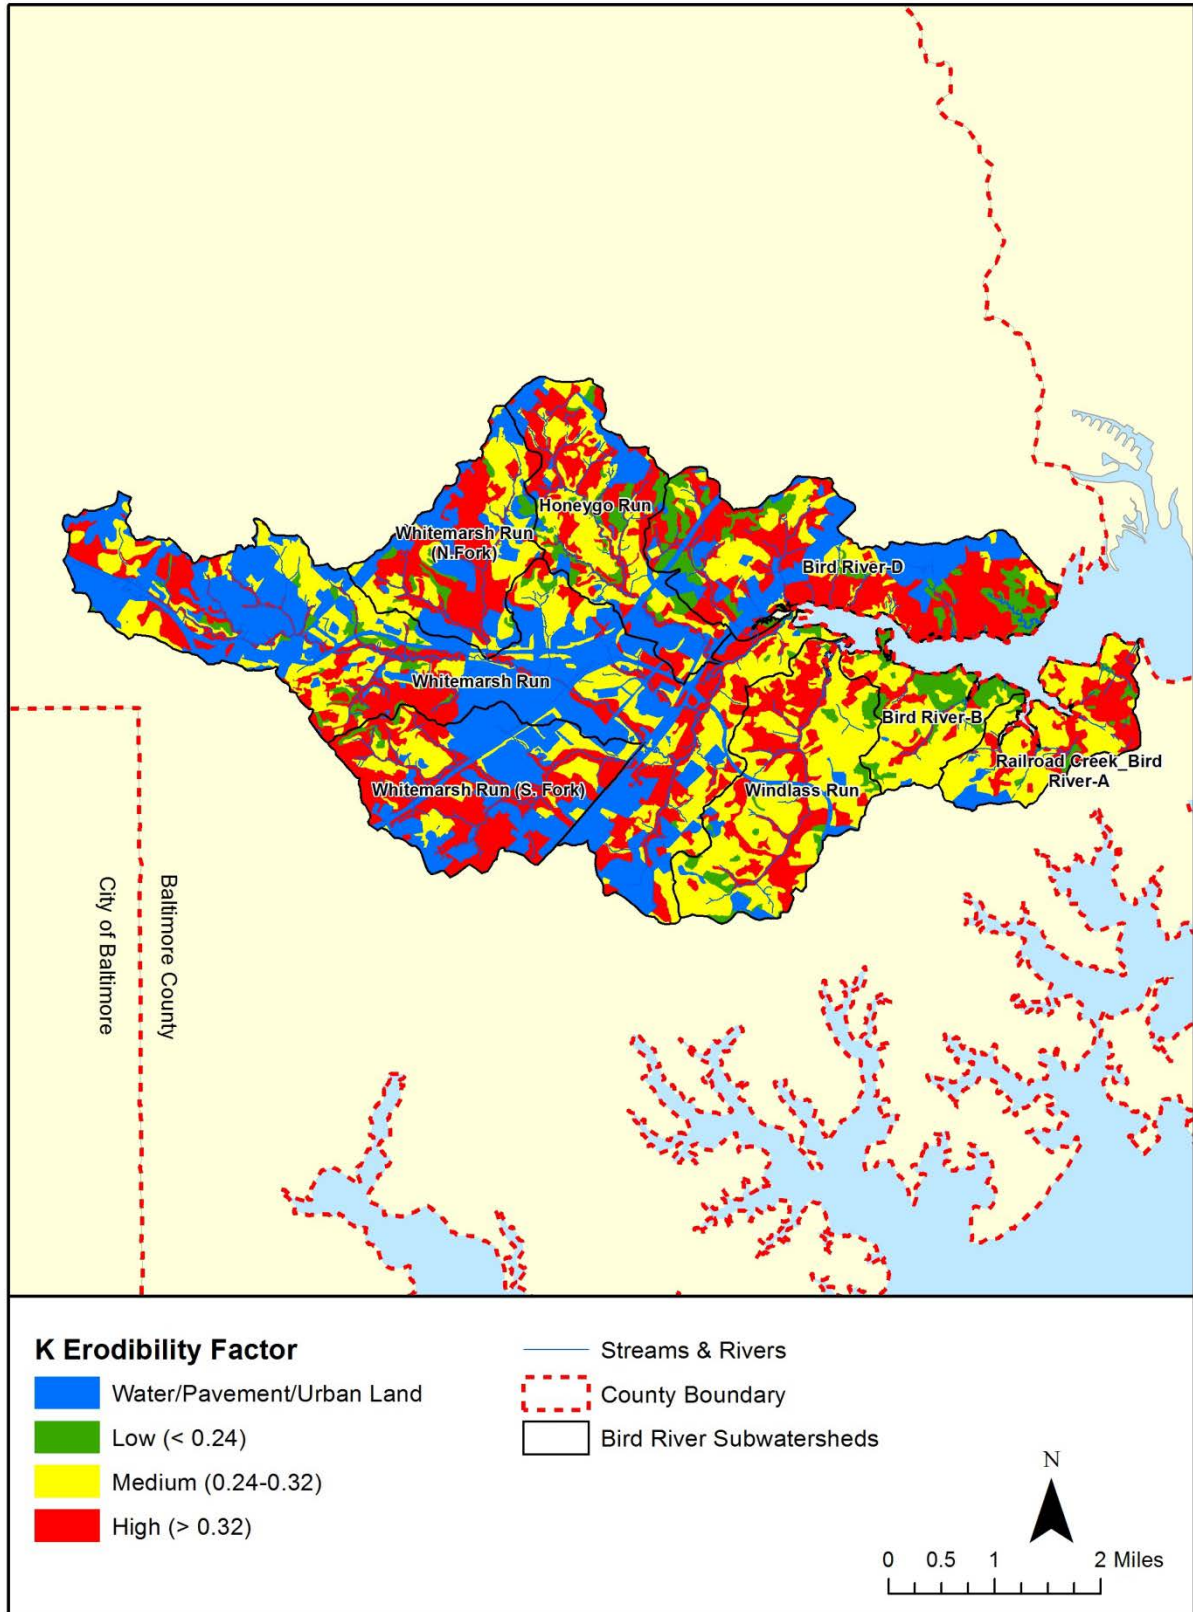 Honeygo Run
Whitemarsh Run
(N.Fork)
Bird River-D
Whitemarsh Run
Bird River-B
Railroad Creek_Bird
River-A
Whitemarsh Run (S. Fork)
Windlass Run
City of Baltimore
Baltimore County
K Erodibility Factor
Water/Pavement/Urban Land
Low (< 0.24)
Medium (0.24-0.32)
High (> 0.32)
Streams & Rivers
County Boundary
Bird River Subwatersheds
N
0 0.5 1 2 Miles